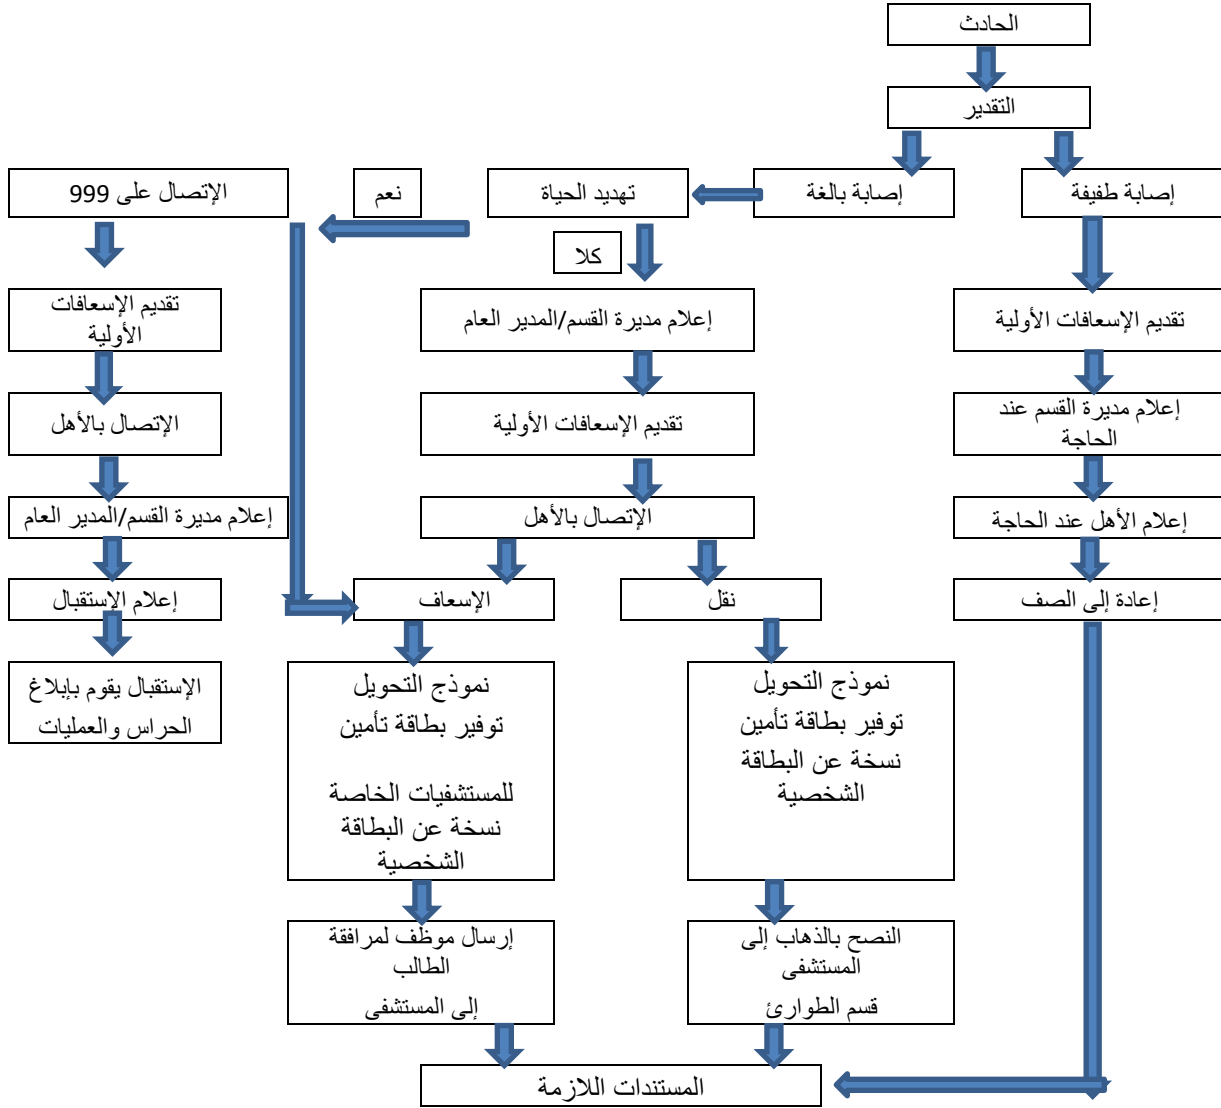 الحادث
التقدير
إصابة طفيفة
إصابة بالغة
تهديد الحياة
نعم
الإتصال على 999
كلا
تقديم الإسعافات الأولية
إعلام مديرة القسم/المدير العام
تقديم الإسعافات
الأولية
إعلام مديرة القسم عند
الحاجة
تقديم الإسعافات الأولية
الإتصال بالأهل
إعلام الأهل عند الحاجة
الإتصال بالأهل
إعلام مديرة القسم/المدير العام
إعادة إلى الصف
نقل
الإسعاف
إعلام الإستقبال
نموذج التحويل
توفير بطاقة تأمين
نسخة عن البطاقة
الشخصية
نموذج التحويل
توفير بطاقة تأمين
للمستشفيات الخاصة
نسخة عن البطاقة
الشخصية
الإستقبال يقوم بإبلاغ
الحراس والعمليات
النصح بالذهاب إلى
المستشفى
قسم الطوارئ
إرسال موظف لمرافقة
الطالب
إلى المستشفى
المستندات اللازمة